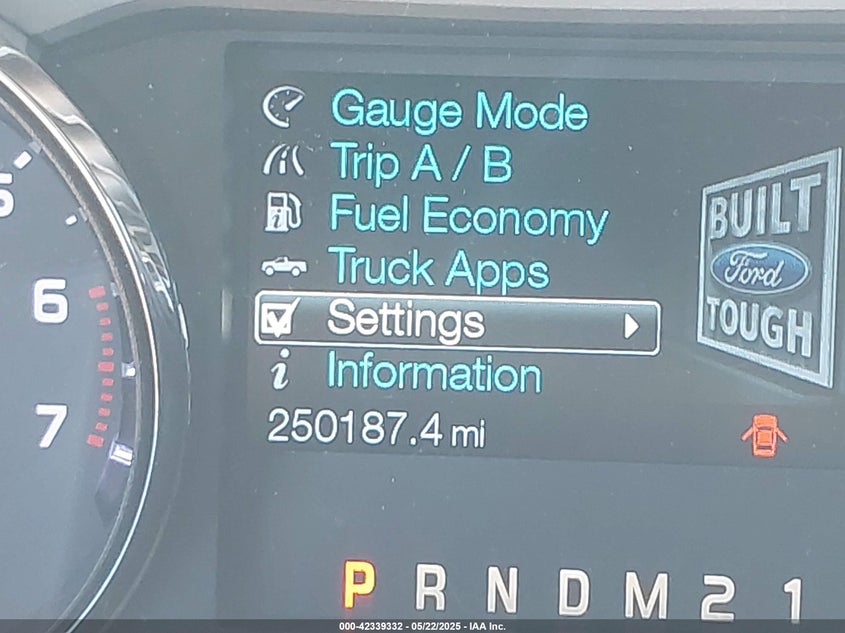 Gauge Mode
Trip A / B
Fuel Economy
Truck Apps
Settings
i Information
250187.4 mi
BUILT
Ford
TOUGH
5
6
7
P R N D M 2 1
000-42339332 - 05/22/2025 - IAA Inc.